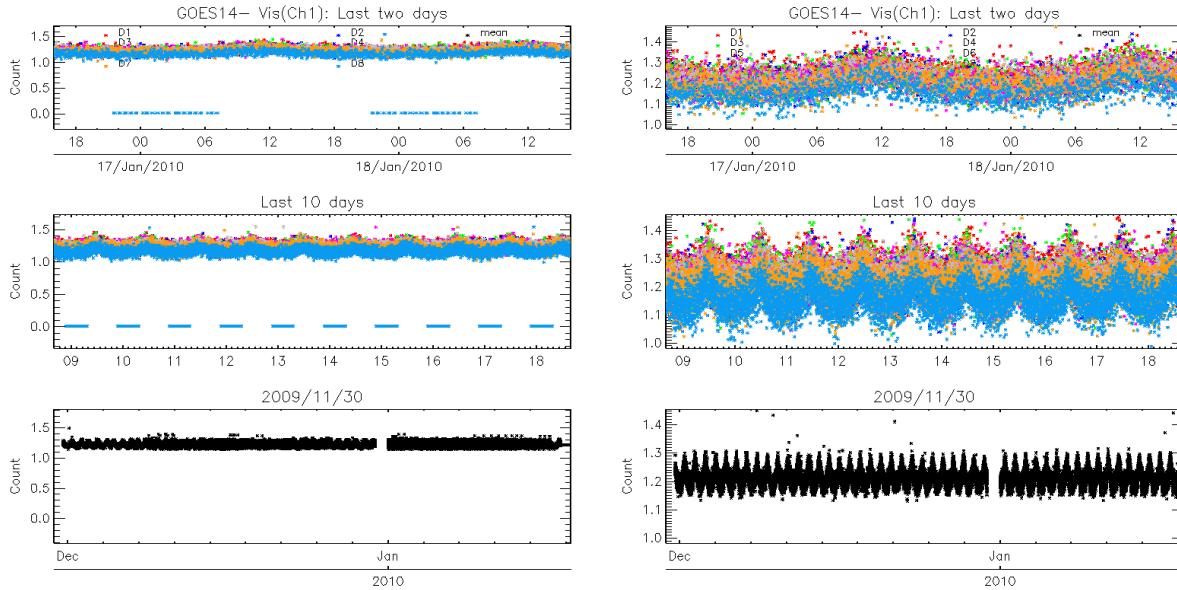 GOES14- Vis(Ch1): Last two days
D1 D2 mean
D3 D4
D7 D8
Count
1.5
1.0
0.5
0.0
18 00 06 12 18 00 06 12
17/Jan/2010 18/Jan/2010
GOES14- Vis(Ch1): Last two days
D1 D2 mean
D3 D4
D5 D6
Count
1.4
1.3
1.2
1.1
1.0
18 00 06 12 18 00 06 12
17/Jan/2010 18/Jan/2010
Last 10 days
Count
1.5
1.0
0.5
0.0
09 10 11 12 13 14 15 16 17 18
Last 10 days
Count
1.4
1.3
1.2
1.1
1.0
09 10 11 12 13 14 15 16 17 18
2009/11/30
Count
1.5
1.0
0.5
0.0
Dec Jan
2010
2009/11/30
Count
1.4
1.3
1.2
1.1
1.0
Dec Jan
2010